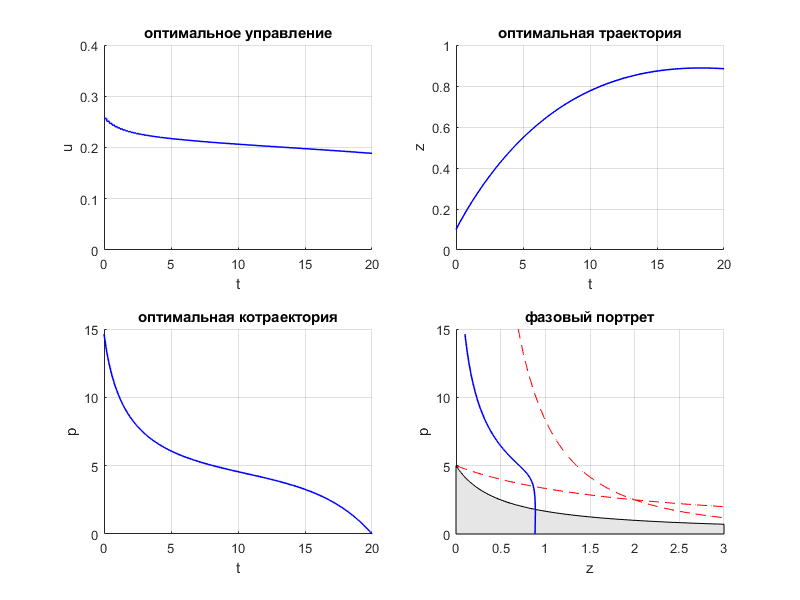 оптимальное управление
0.4
0.3
0.2
0.1
0
u
0 5 10 15 20
t
оптимальная траектория
1
0.8
0.6
0.4
0.2
0
z
0 5 10 15 20
t
оптимальная котраектория
15
10
5
0
p
0 5 10 15 20
t
фазовый портрет
15
10
5
0
p
0 0.5 1 1.5 2 2.5 3
z